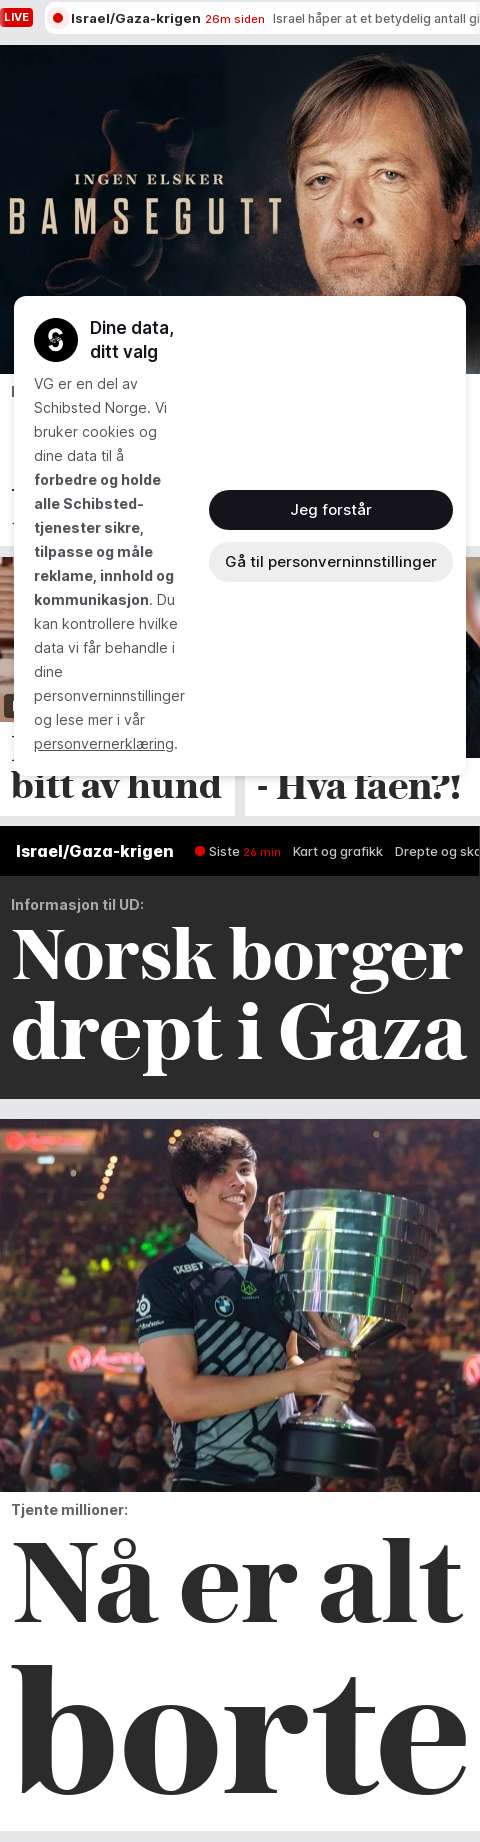 LIVE
Israel/Gaza-krigen 26m siden Israel håper at et betydelig antall gi
INGEN ELSKER
BAMSEGUTT
Dine data,
ditt valg
VG er en del av
Schibsted Norge. Vi
bruker cookies og
dine data til å
forbedre og holde
alle Schibsted-
tjenester sikre,
tilpasse og måle
reklame, innhold og
kommunikasjon. Du
kan kontrollere hvilke
data vi får behandle i
dine
personverninnstillinger
og lese mer i vår
personvernerklæring.
Jeg forstår
Gå til personverninnstillinger
bitt av hund
- Hva faen?!
Israel/Gaza-krigen Siste 26 min Kart og grafikk Drepte og ska
Informasjon til UD:
Norsk borger
drept i Gaza
1XBET
Tjente millioner:
Nå er alt
borte